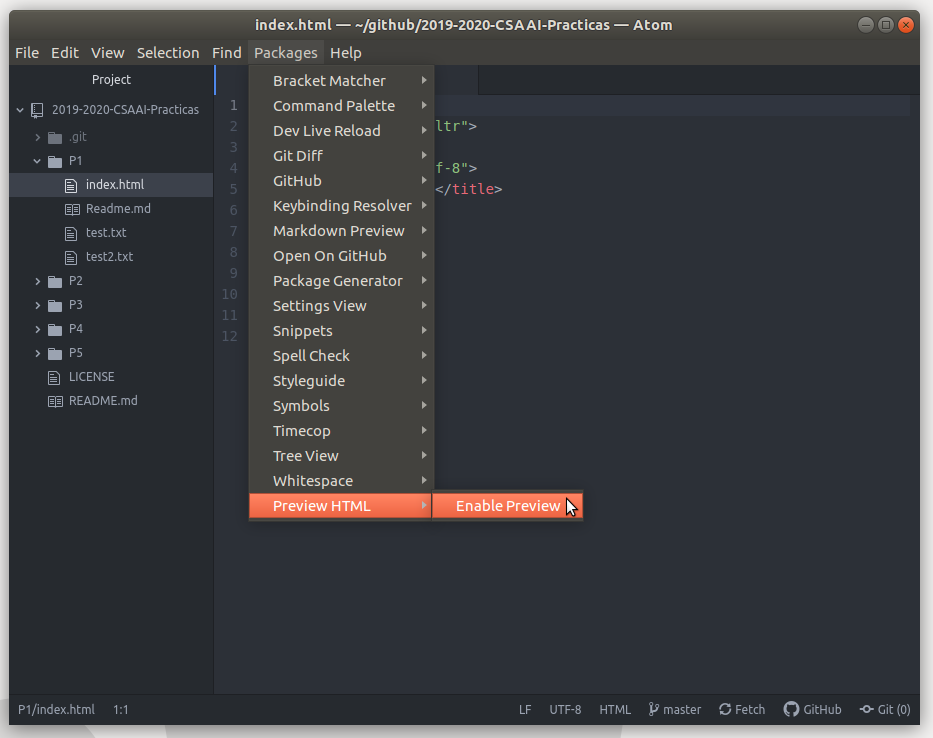 index.html — ~/github/2019-2020-CSAAI-Practicas — Atom
File Edit View Selection Find Packages Help
Project
2019-2020-CSAAI-Practicas
.git
P1
index.html
Readme.md
test.txt
test2.txt
P2
P3
P4
P5
LICENSE
README.md
Bracket Matcher
Command Palette
Dev Live Reload
Git Diff
GitHub
Keybinding Resolver
Markdown Preview
Open On GitHub
Package Generator
Settings View
Snippets
Spell Check
Styleguide
Symbols
Timecop
Tree View
Whitespace
Preview HTML
Enable Preview
1
2 ltr">
3
4 f-8">
5 </title>
6
7
8
9
10
11
12
P1/index.html 1:1 LF UTF-8 HTML master Fetch GitHub Git (0)